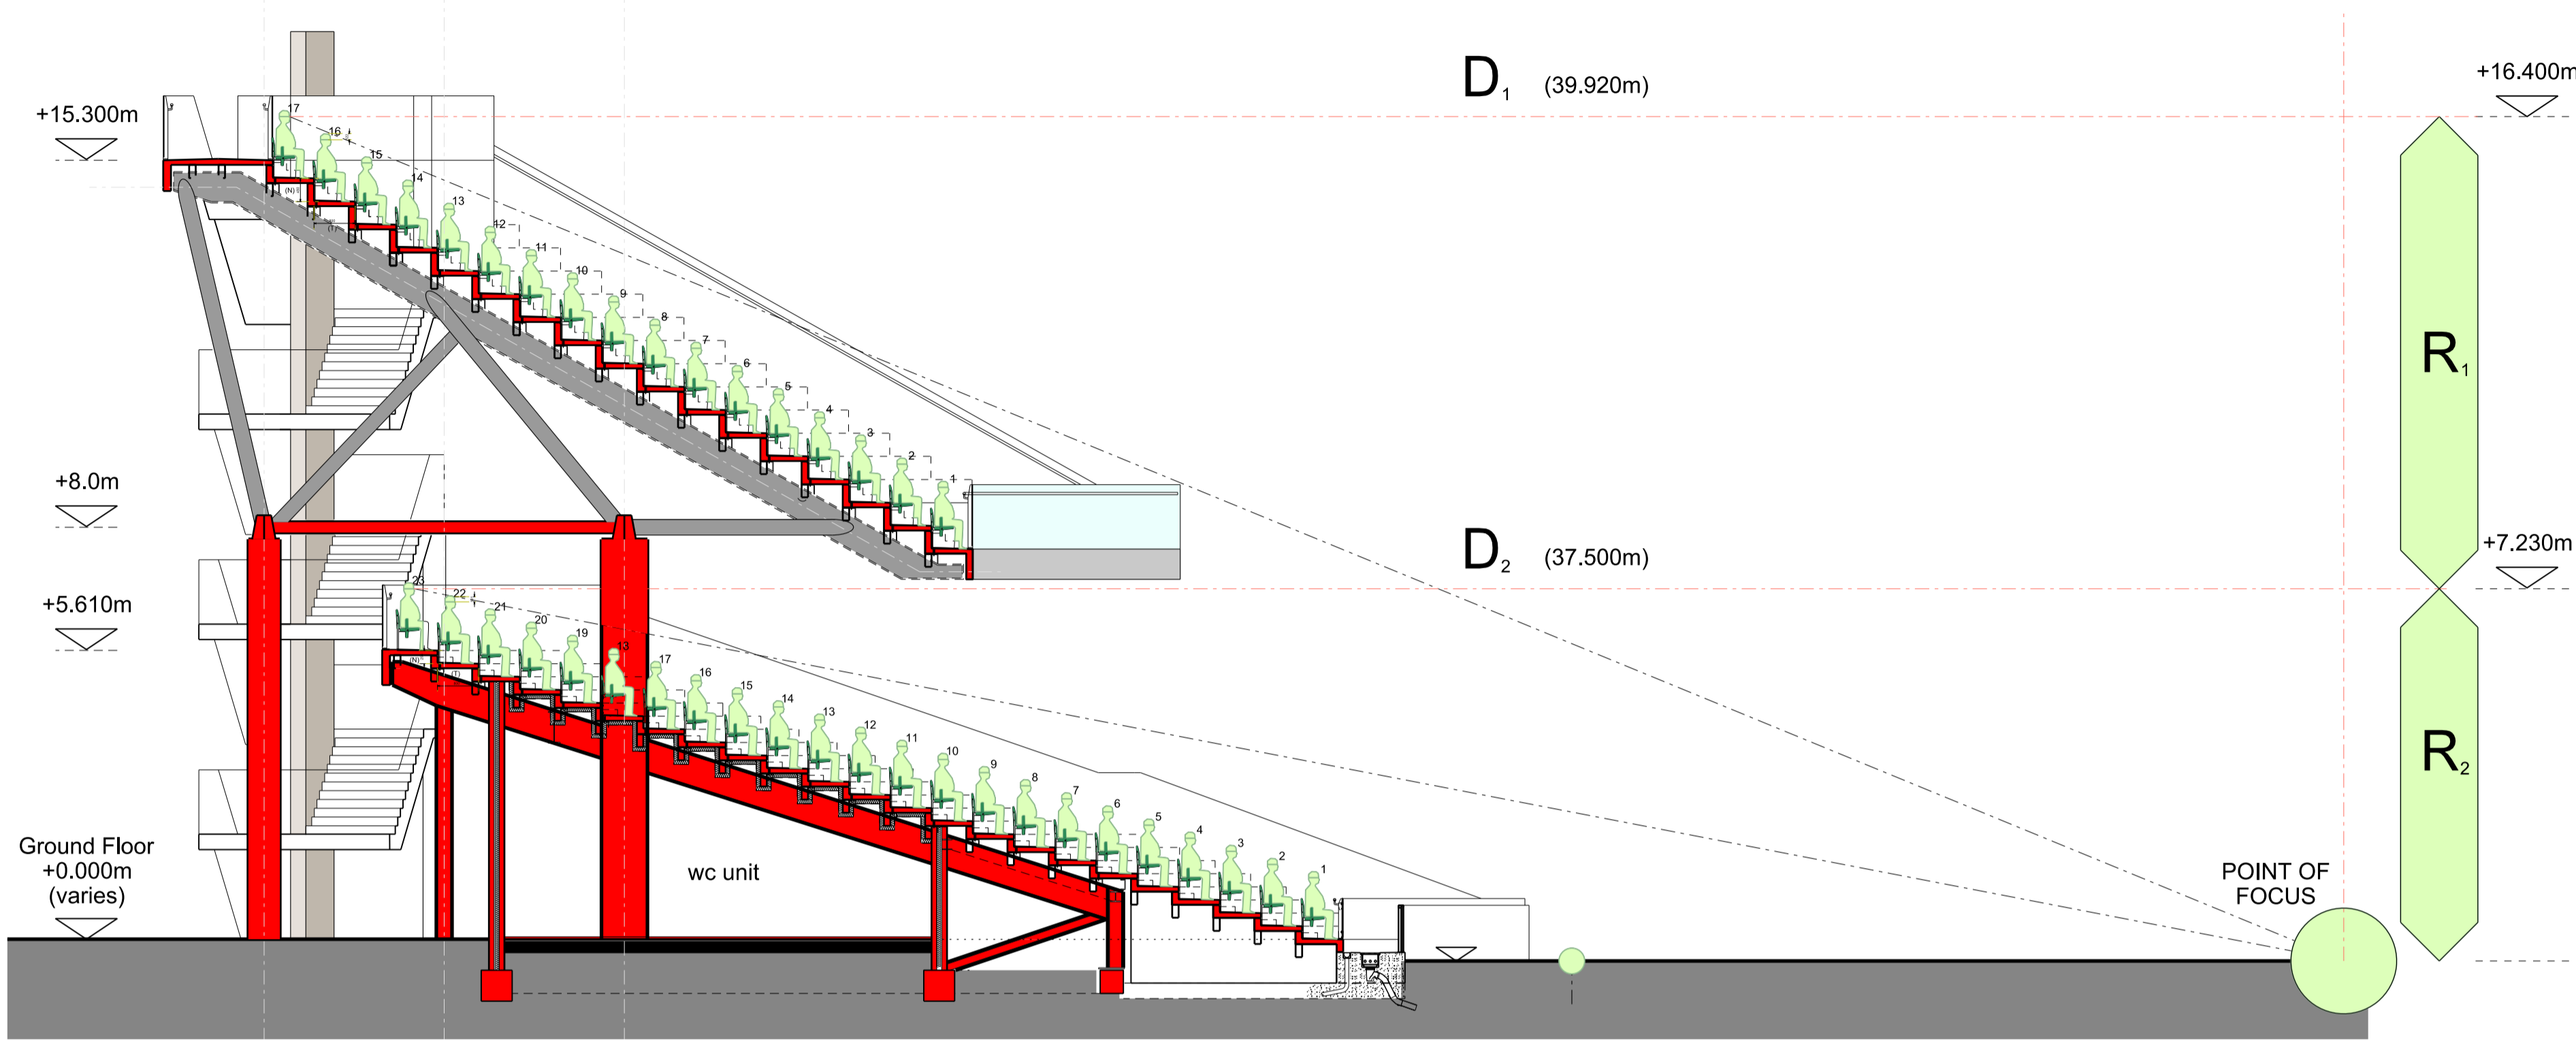 D1 (39.920m)
+16.400m
+15.300m
17
16
15
(N)
14
(T)
13
12
11
10
9
8
R1
7
6
5
4
3
2
+8.0m
1
D2 (37.500m)
+7.230m
23
+5.610m
22
21
20
19
13
(N)
17
(T)
16
15
14
13
12
11
10
R2
9
8
7
6
5
4
Ground Floor
+0.000m
(varies)
3
2
wc unit
1
POINT OF
FOCUS